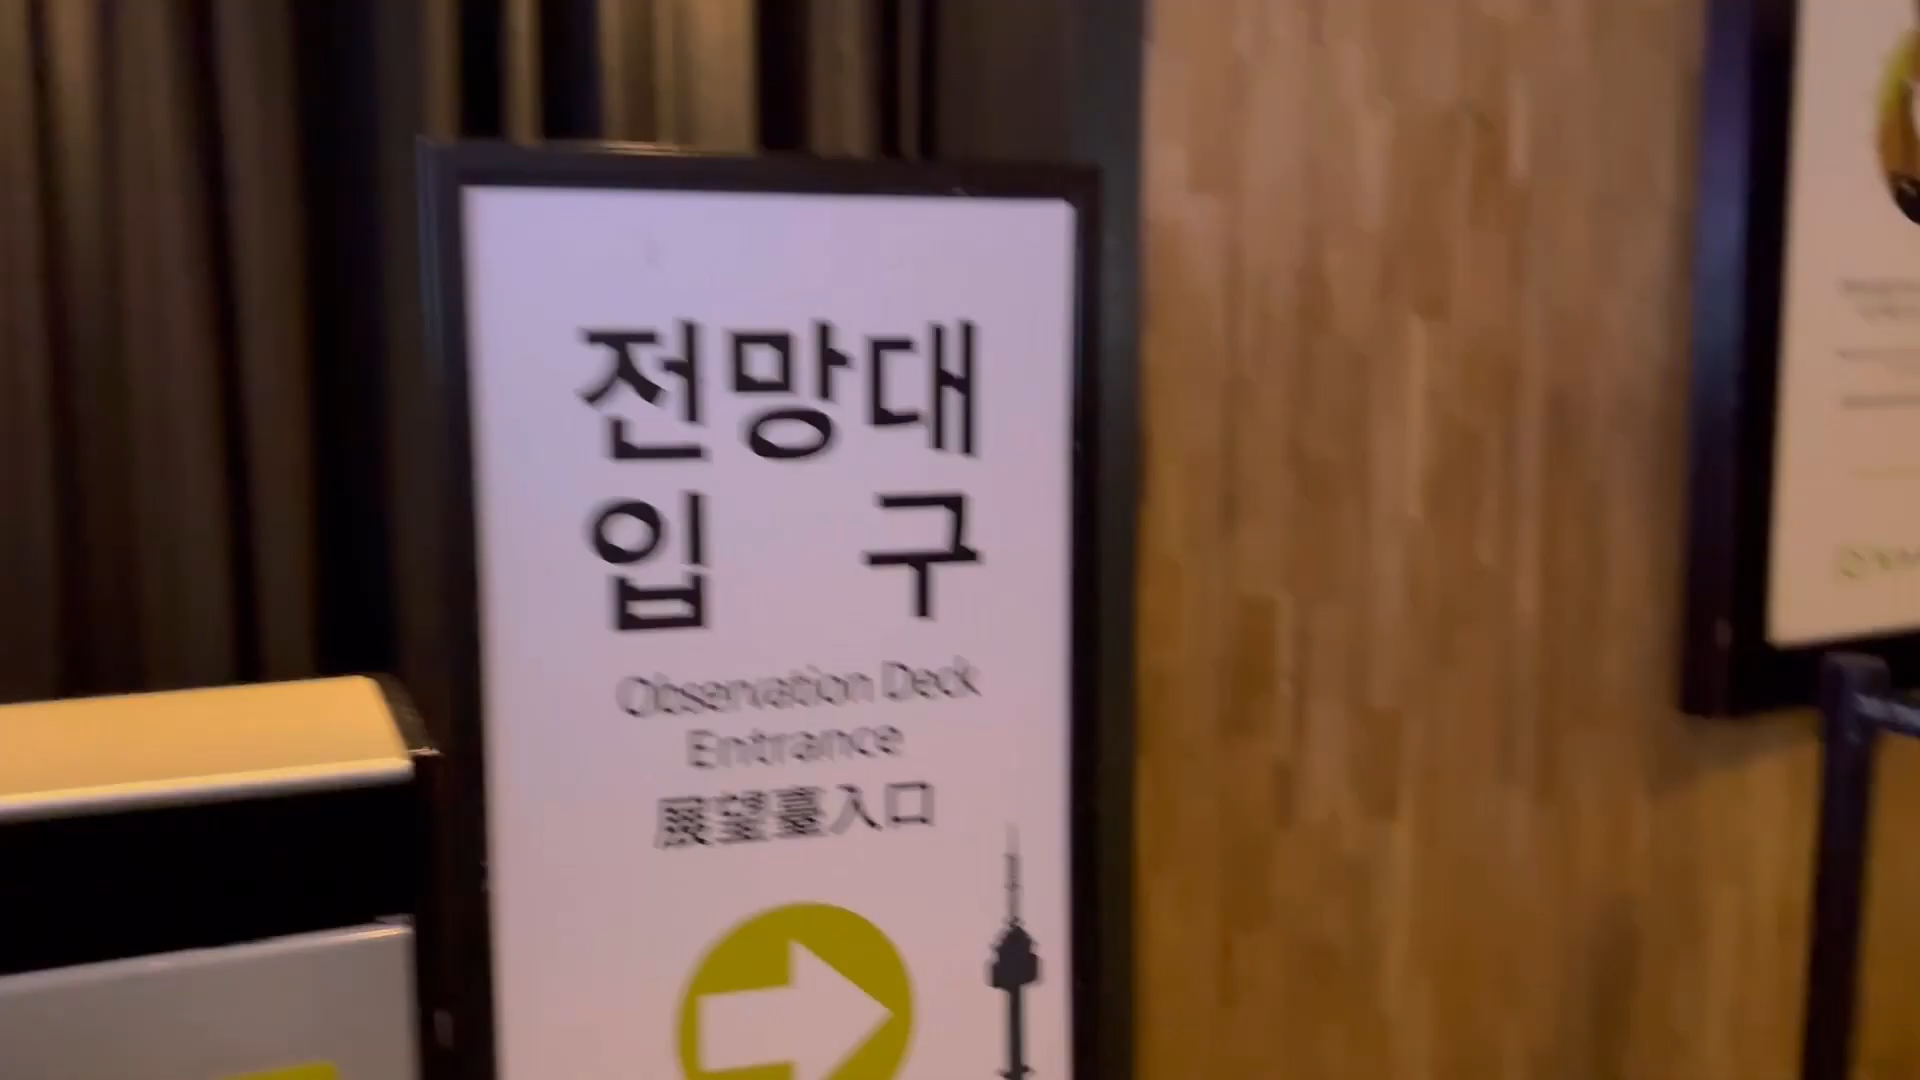 전망대
입 구
Observation Deck
Entrance
展望臺入口